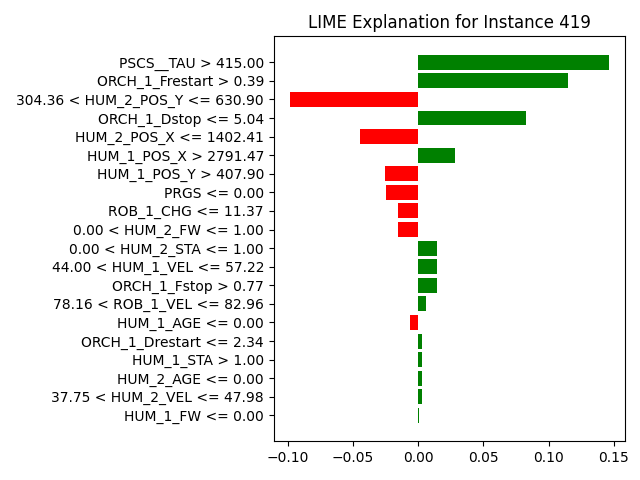 LIME Explanation for Instance 419
PSCS__TAU > 415.00
ORCH_1_Frestart > 0.39
304.36 < HUM_2_POS_Y <= 630.90
ORCH_1_Dstop <= 5.04
HUM_2_POS_X <= 1402.41
HUM_1_POS_X > 2791.47
HUM_1_POS_Y > 407.90
PRGS <= 0.00
ROB_1_CHG <= 11.37
0.00 < HUM_2_FW <= 1.00
0.00 < HUM_2_STA <= 1.00
44.00 < HUM_1_VEL <= 57.22
ORCH_1_Fstop > 0.77
78.16 < ROB_1_VEL <= 82.96
HUM_1_AGE <= 0.00
ORCH_1_Drestart <= 2.34
HUM_1_STA > 1.00
HUM_2_AGE <= 0.00
37.75 < HUM_2_VEL <= 47.98
HUM_1_FW <= 0.00
−0.10 −0.05 0.00 0.05 0.10 0.15